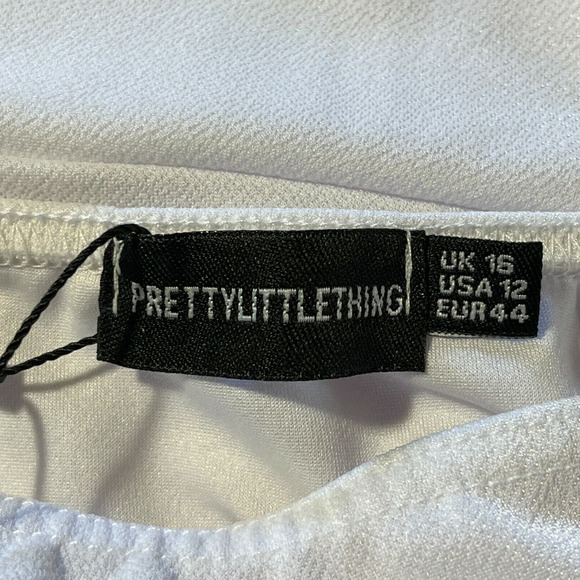 PRETTYLITTLETHING
UK 16
USA 12
EUR 44